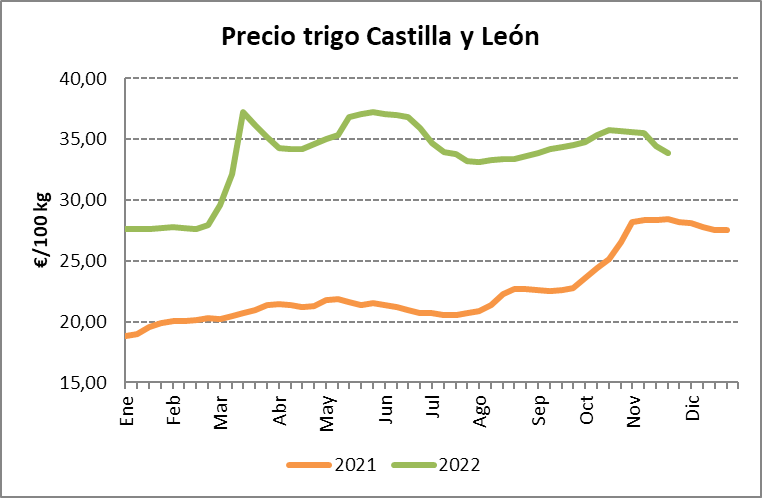 Precio trigo Castilla y León
€/100 kg
40,00
35,00
30,00
25,00
20,00
15,00
Ene Feb Mar Abr May Jun Jul Ago Sep Oct Nov Dic
2021 2022